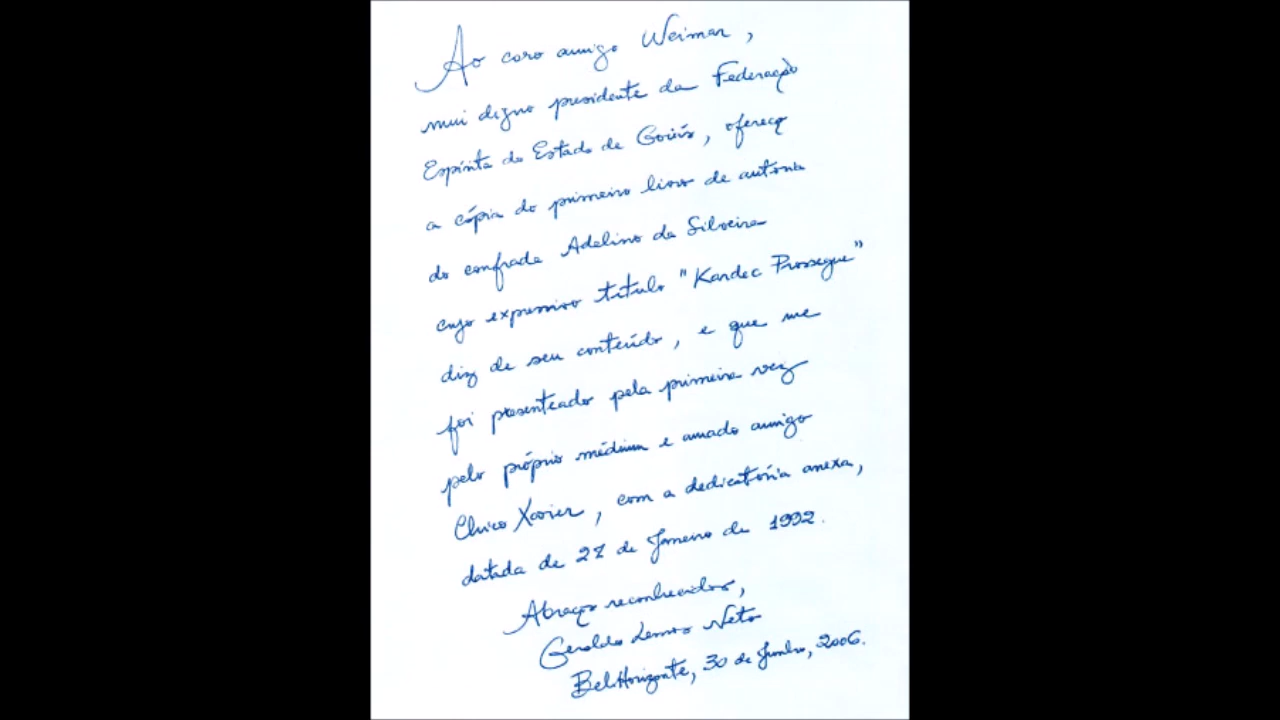 Ao caro amigo Weimar,
mui digno presidente da Federação
Espírita do Estado de Goiás, ofereço
a cópia do primeiro livro de autoria
do confrade Adelino da Silveira
cujo expressivo título "Kardec Prossegue"
diz de seu conteúdo, e que me
foi presenteado pela primeira vez
pelo próprio médium e amado amigo
Chico Xavier, com a dedicatória anexa,
datada de 27 de Janeiro de 1992.
Abraços reconhecidos,
Geraldo Lemos Neto
BeloHorizonte, 30 de Junho, 2006.